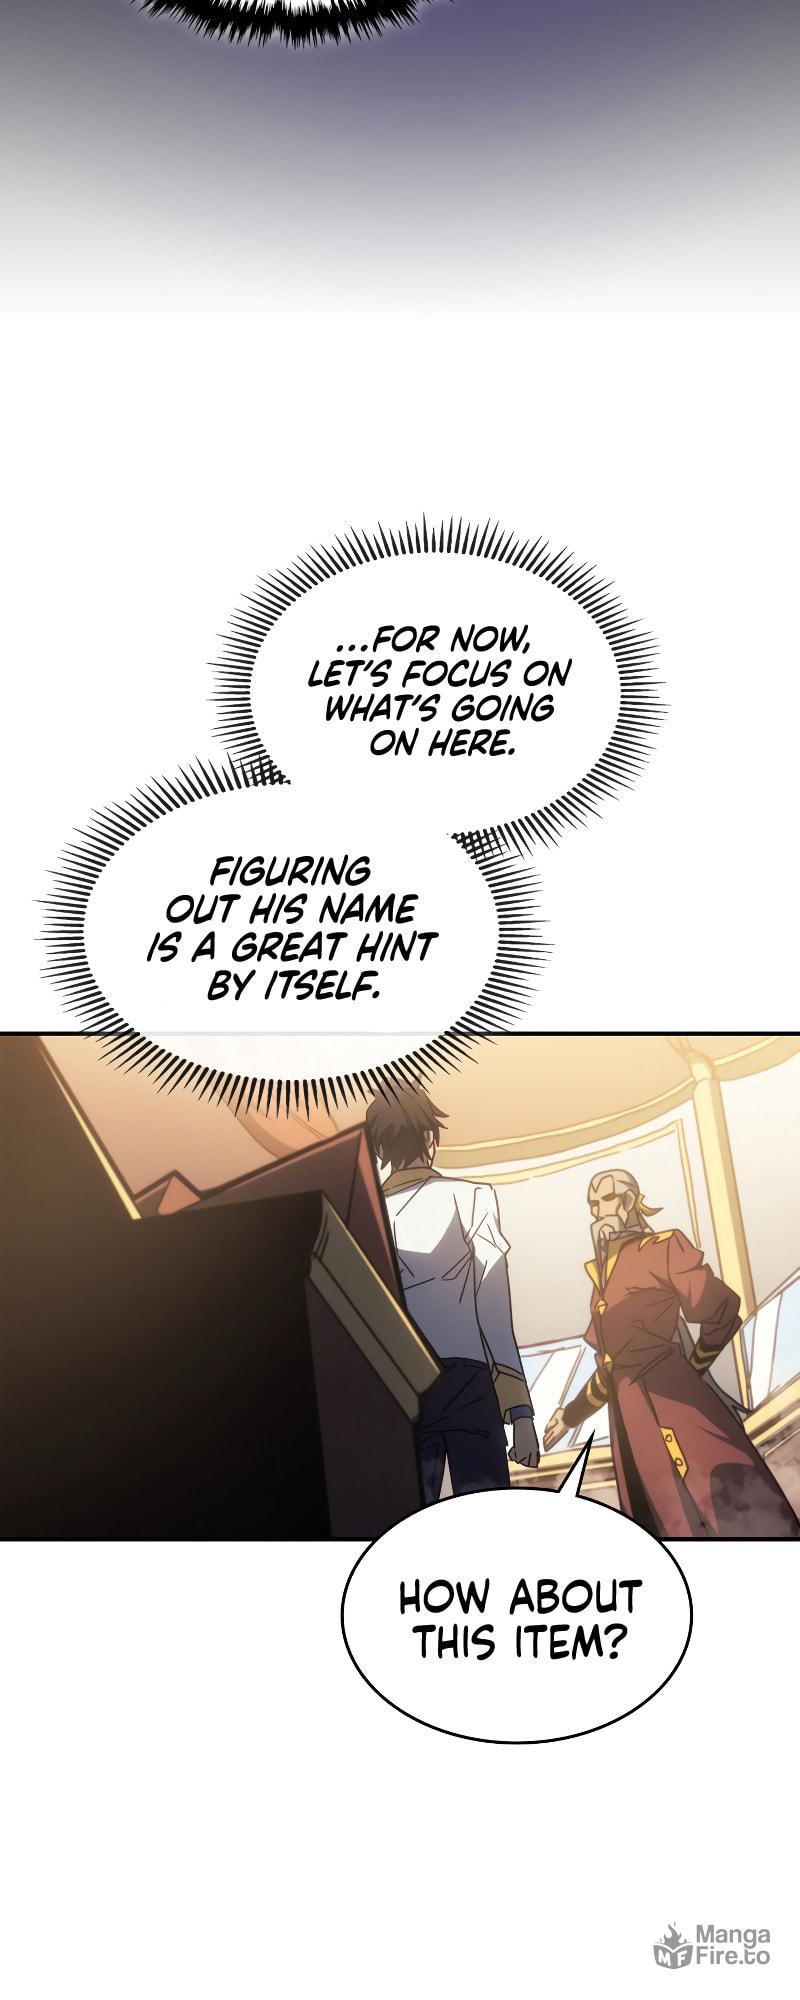 ...FOR NOW,
LET'S FOCUS ON
WHAT'S GOING
ON HERE.
FIGURING
OUT HIS NAME
IS A GREAT HINT
BY ITSELF.
HOW ABOUT
THIS ITEM?
Manga
MF Fire.to